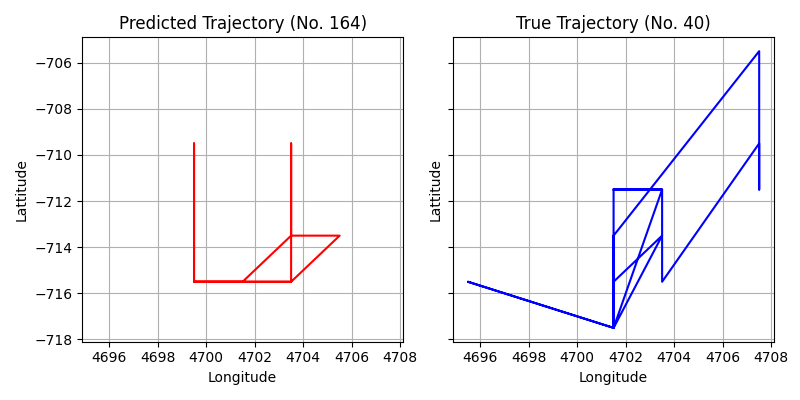 Predicted Trajectory (No. 164)
True Trajectory (No. 40)
−706
−708
−710
−712
−714
−716
−718
Lattitude
Lattitude
4696 4698 4700 4702 4704 4706 4708
4696 4698 4700 4702 4704 4706 4708
Longitude
Longitude